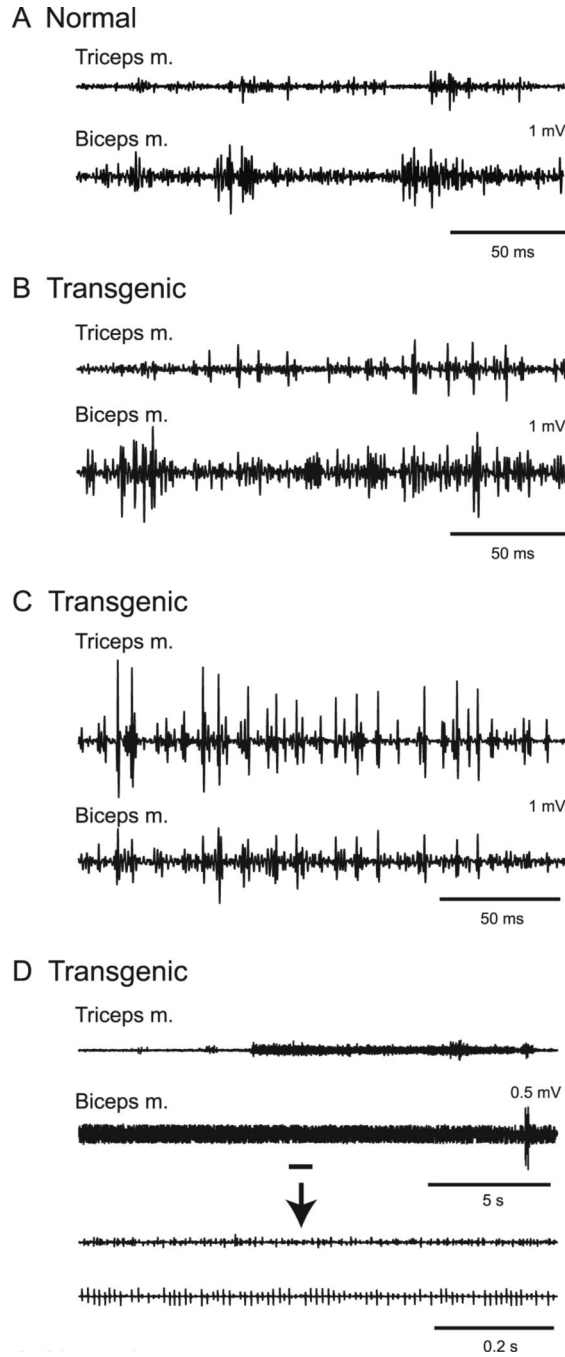 A Normal
Triceps m.
Biceps m.
1 mV
50 ms
B Transgenic
Triceps m.
Biceps m.
1 mV
50 ms
C Transgenic
Triceps m.
Biceps m.
1 mV
50 ms
D Transgenic
Triceps m.
Biceps m.
0.5 mV
5 s
0.2 s